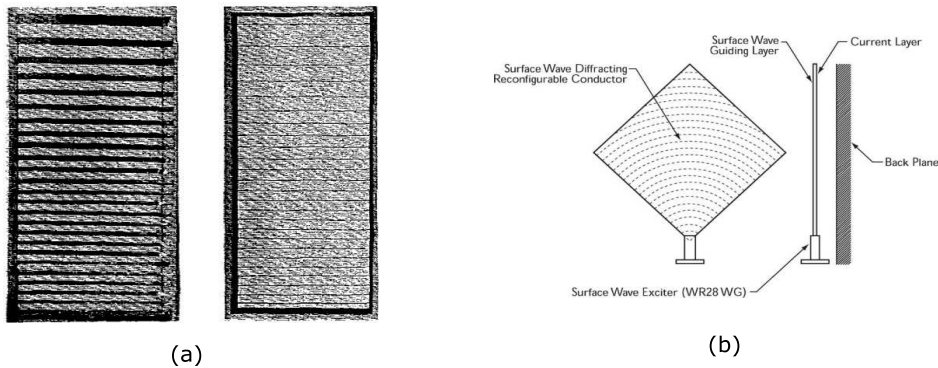 Surface Wave
Guiding Layer
Current Layer
Surface Wave Diffracting
Reconfigurable Conductor
Back Plane
Surface Wave Exciter (WR28 WG)
(a)
(b)